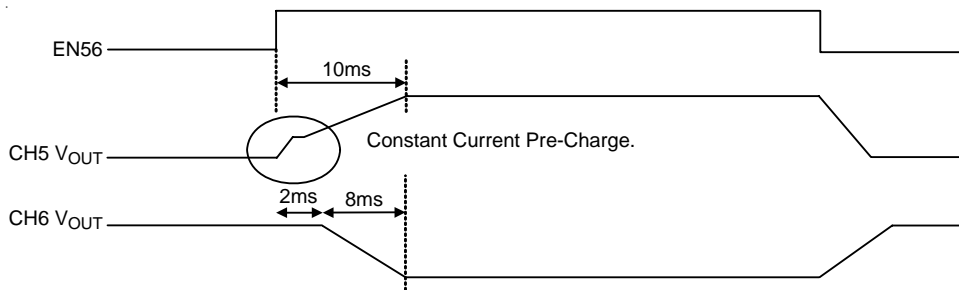 EN56
10ms
Constant Current Pre-Charge.
CH5 VOUT
2ms
8ms
CH6 VOUT